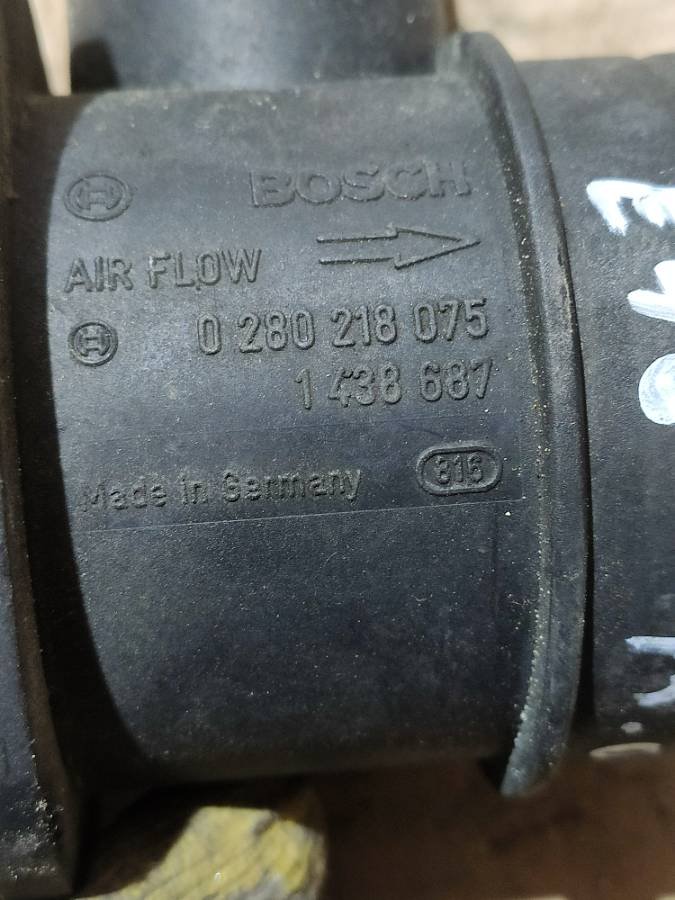 BOSCH
AIR FLOW
0 280 218 075
1 438 687
Made in Germany
816